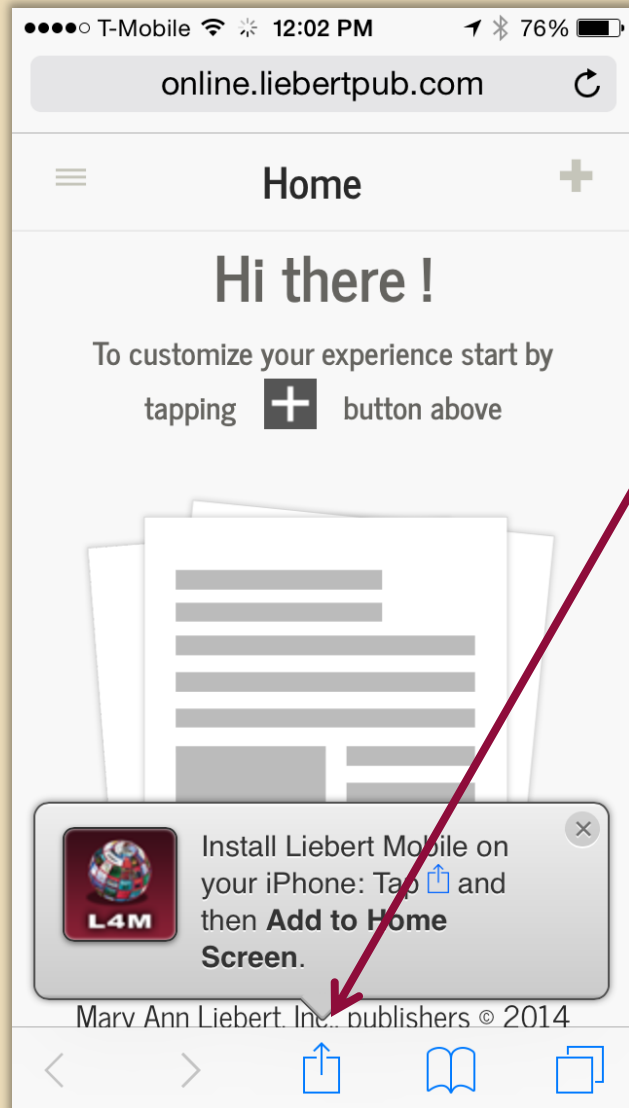 T-Mobile 12:02 PM 76%
online.liebertpub.com
Home
Hi there !
To customize your experience start by
tapping + button above
Install Liebert Mobile on
your iPhone: Tap and
then Add to Home
Screen.
L4M
Mary Ann Liebert, Inc., publishers © 2014